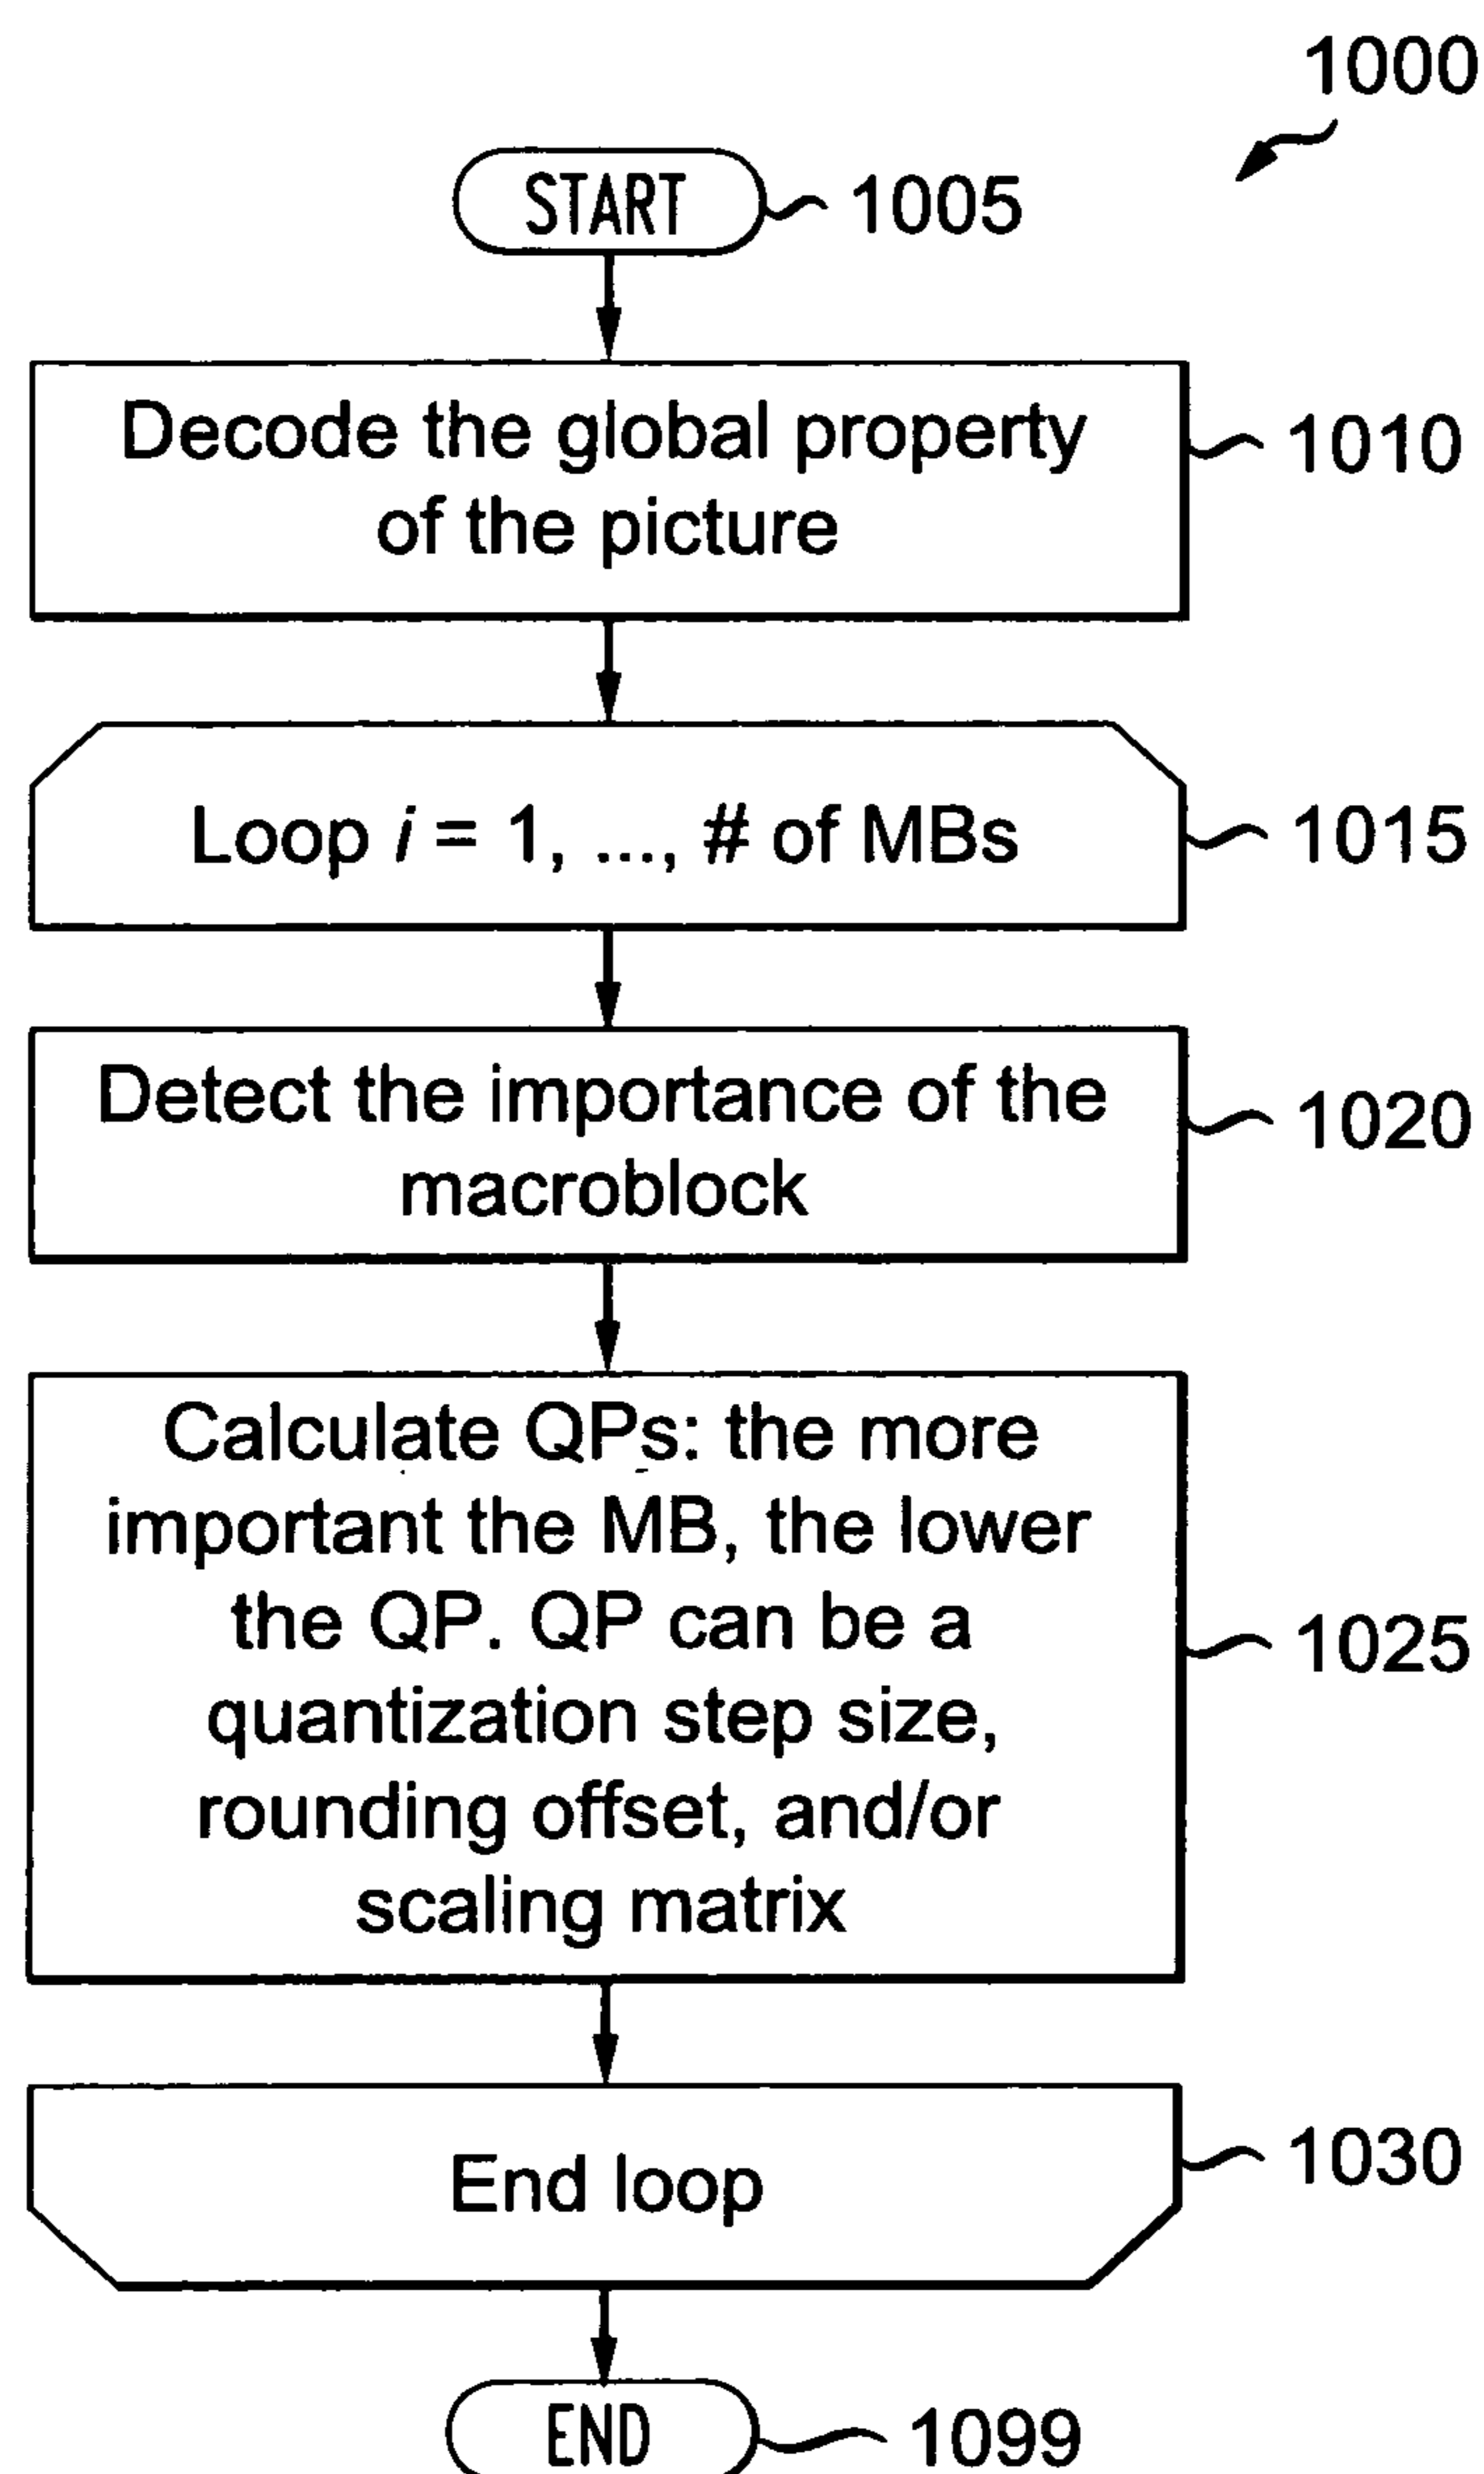 1000
START
1005
Decode the global property
of the picture
1010
Loop i = 1, ..., # of MBs
1015
Detect the importance of the
macroblock
1020
Calculate QPs: the more
important the MB, the lower
the QP. QP can be a
quantization step size,
rounding offset, and/or
scaling matrix
1025
End loop
1030
END
1099